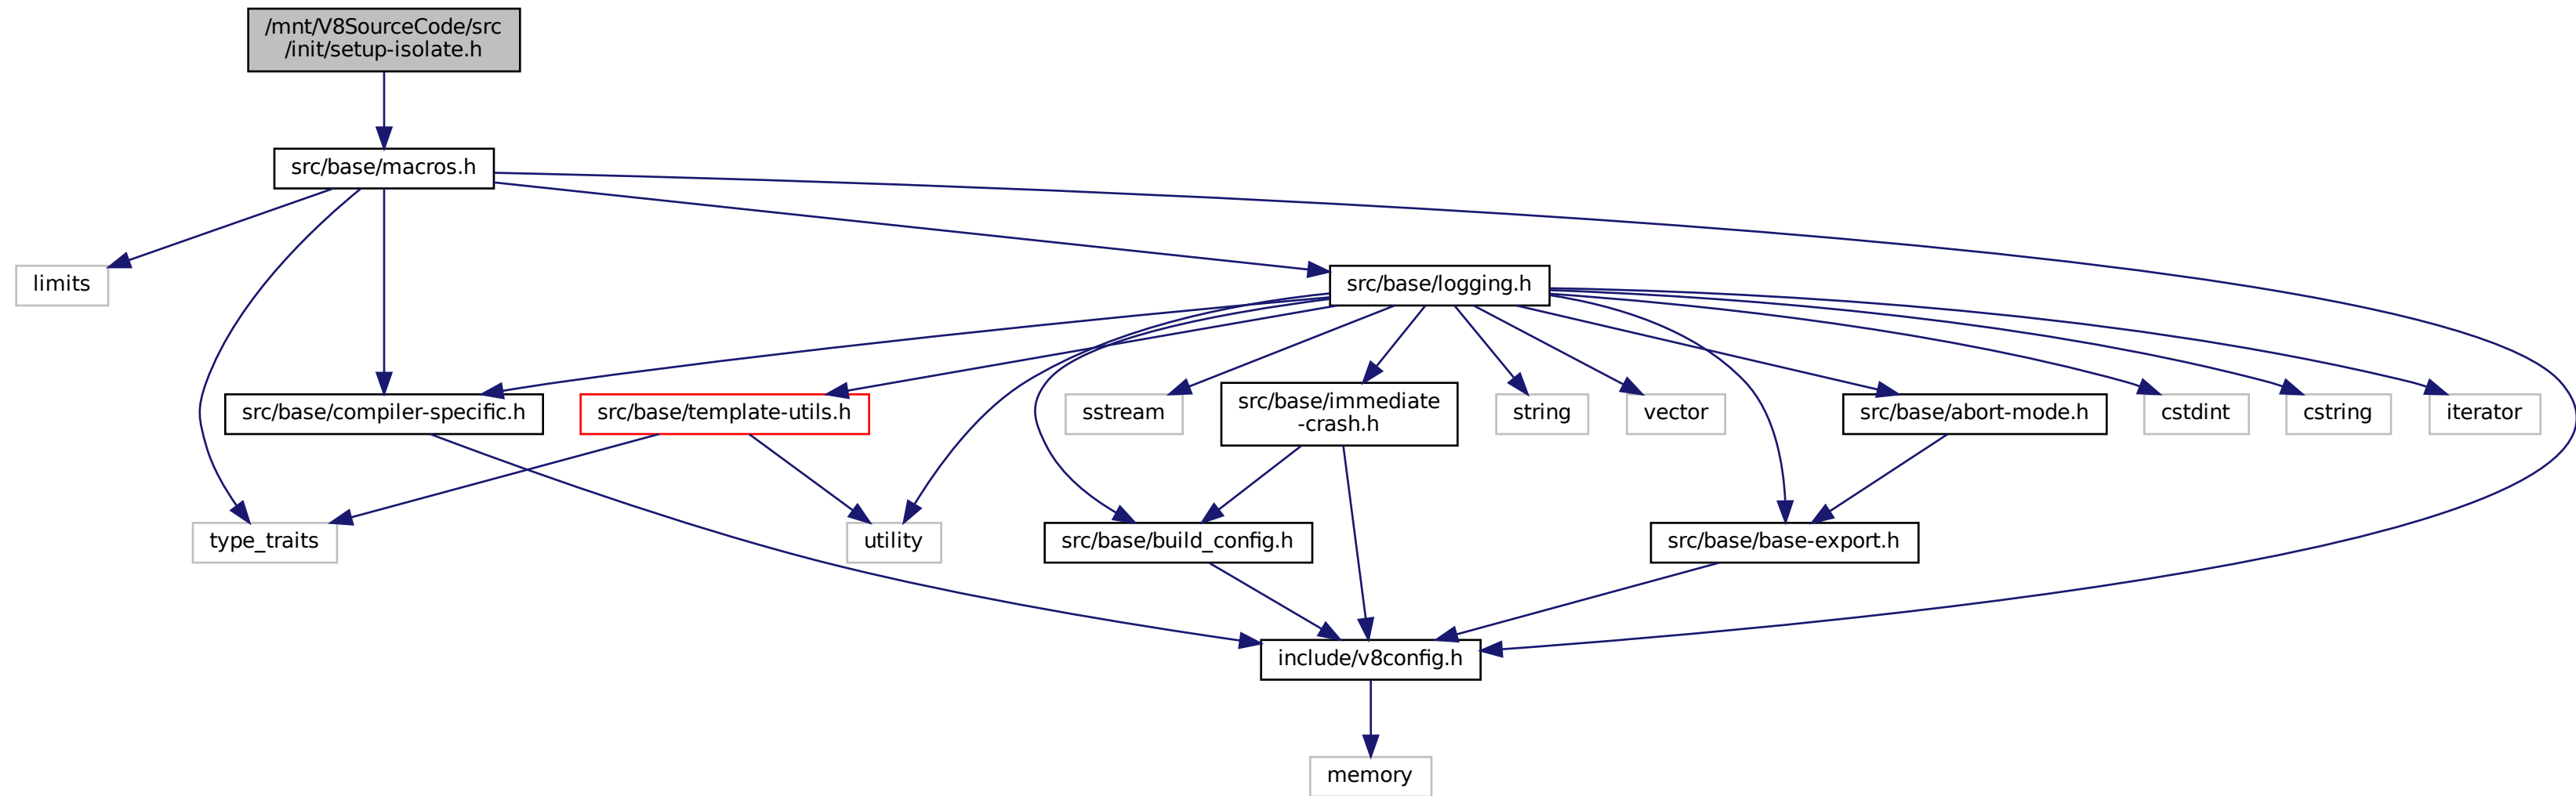 /mnt/V8SourceCode/src
/init/setup-isolate.h
src/base/macros.h
limits
src/base/logging.h
src/base/compiler-specific.h
src/base/template-utils.h
sstream
src/base/immediate
-crash.h
string
vector
src/base/abort-mode.h
cstdint
cstring
iterator
type_traits
utility
src/base/build_config.h
src/base/base-export.h
include/v8config.h
memory